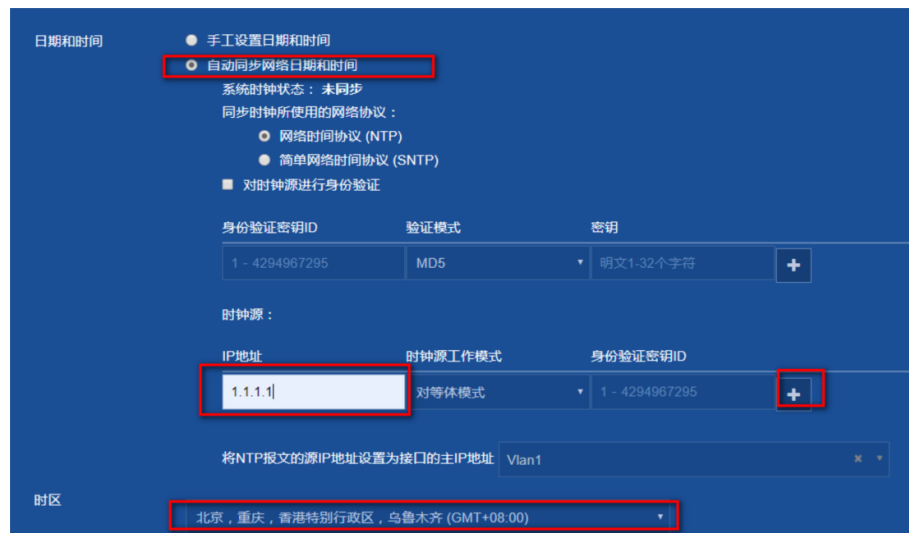 日期和时间 手工设置日期和时间
自动同步网络日期和时间
系统时钟状态： 未同步
同步时钟所使用的网络协议：
网络时间协议 (NTP)
简单网络时间协议 (SNTP)
对时钟源进行身份验证
身份验证密钥ID 验证模式 密钥
1 - 4294967295 MD5 明文1-32个字符
时钟源：
IP地址 时钟源工作模式 身份验证密钥ID
1.1.1.1 对等体模式 1 - 4294967295
将NTP报文的源IP地址设置为接口的主IP地址 Vlan1
时区
北京，重庆，香港特别行政区，乌鲁木齐 (GMT+08:00)